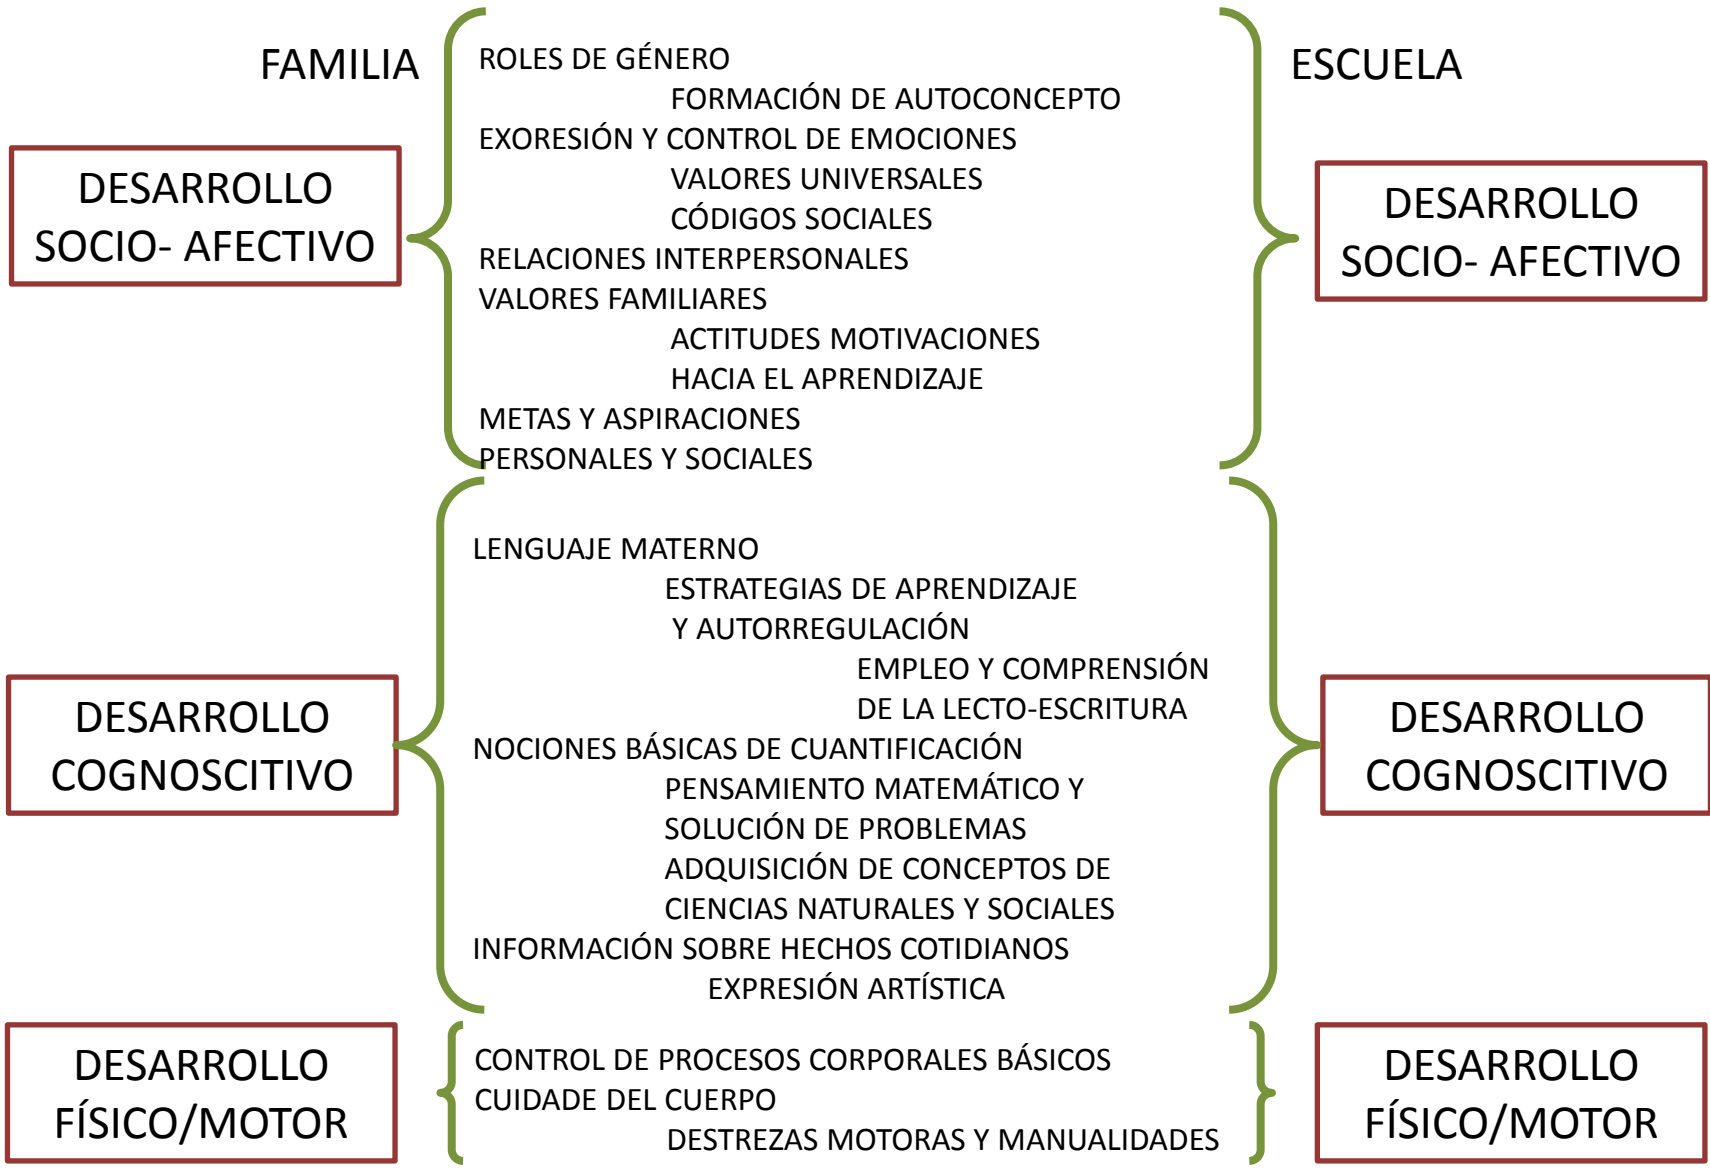 FAMILIA
ESCUELA
DESARROLLO
SOCIO- AFECTIVO
ROLES DE GÉNERO
FORMACIÓN DE AUTOCONCEPTO
EXORESIÓN Y CONTROL DE EMOCIONES
VALORES UNIVERSALES
CÓDIGOS SOCIALES
RELACIONES INTERPERSONALES
VALORES FAMILIARES
ACTITUDES MOTIVACIONES
HACIA EL APRENDIZAJE
METAS Y ASPIRACIONES
PERSONALES Y SOCIALES
DESARROLLO
SOCIO- AFECTIVO
DESARROLLO
COGNOSCITIVO
LENGUAJE MATERNO
ESTRATEGIAS DE APRENDIZAJE
Y AUTORREGULACIÓN
EMPLEO Y COMPRENSIÓN
DE LA LECTO-ESCRITURA
NOCIONES BÁSICAS DE CUANTIFICACIÓN
PENSAMIENTO MATEMÁTICO Y
SOLUCIÓN DE PROBLEMAS
ADQUISICIÓN DE CONCEPTOS DE
CIENCIAS NATURALES Y SOCIALES
INFORMACIÓN SOBRE HECHOS COTIDIANOS
EXPRESIÓN ARTÍSTICA
DESARROLLO
COGNOSCITIVO
DESARROLLO
FÍSICO/MOTOR
CONTROL DE PROCESOS CORPORALES BÁSICOS
CUIDADE DEL CUERPO
DESTREZAS MOTORAS Y MANUALIDADES
DESARROLLO
FÍSICO/MOTOR